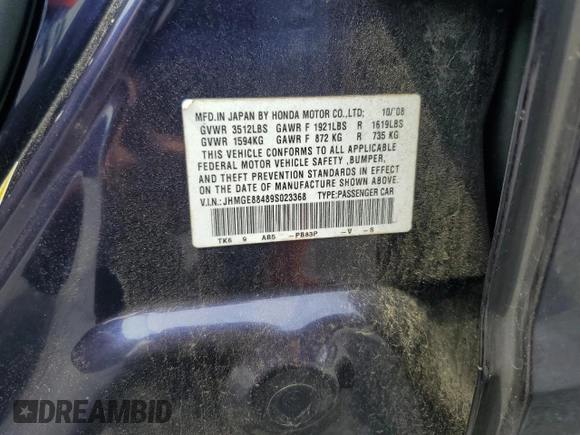 MFD.IN JAPAN BY HONDA MOTOR CO.,LTD; 10/'08
GVWR 3512LBS GAWR F 1921LBS R 1619LBS
GVWR 1594KG GAWR F 872 KG R 735 KG
THIS VEHICLE CONFORMS TO ALL APPLICABLE
FEDERAL MOTOR VEHICLE SAFETY ,BUMPER,
AND THEFT PREVENTION STANDARDS IN EFFECT
ON THE DATE OF MANUFACTURE SHOWN ABOVE.
V.I.N.: JHMGE88489S023368 TYPE:PASSENGER CAR
TK6 9 AB5 -PB83P -V -S
DREAMBID